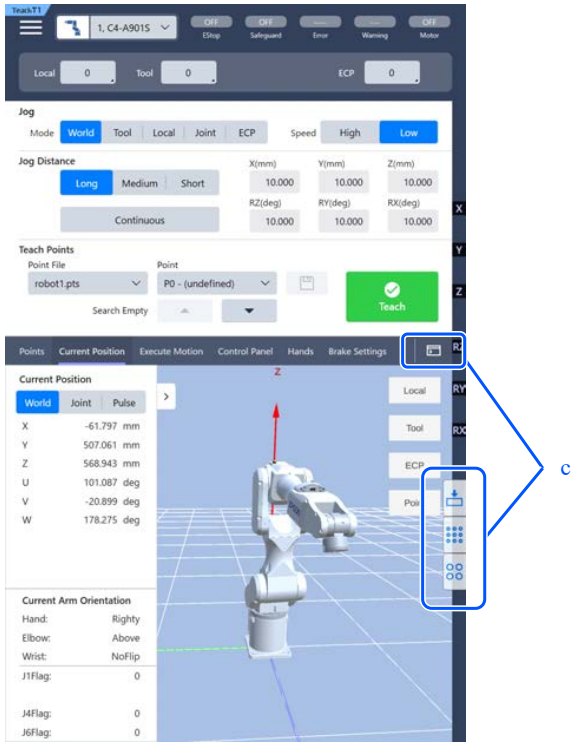 TeachT1
1, C4-A901S
OFF
EStop
OFF
Safeguard
Error
Warning
OFF
Motor
Local 0 Tool 0 ECP 0
Jog
Mode World Tool Local Joint ECP Speed High Low
Jog Distance
Long Medium Short
Continuous
X(mm) Y(mm) Z(mm)
10.000 10.000 10.000
RZ(deg) RY(deg) RX(deg)
10.000 10.000 10.000
X
Y
Z
Teach Points
Point File Point
robot1.pts P0 - (undefined)
Search Empty
Teach
Points Current Position Execute Motion Control Panel Hands Brake Settings
RY
RX
Current Position
World Joint Pulse
X -61.797 mm
Y 507.061 mm
Z 568.943 mm
U 101.087 deg
V -20.899 deg
W 178.275 deg
Z
Local
Tool
ECP
c
Current Arm Orientation
Hand: Righty
Elbow: Above
Wrist: NoFlip
J1Flag: 0
J4Flag: 0
J6Flag: 0